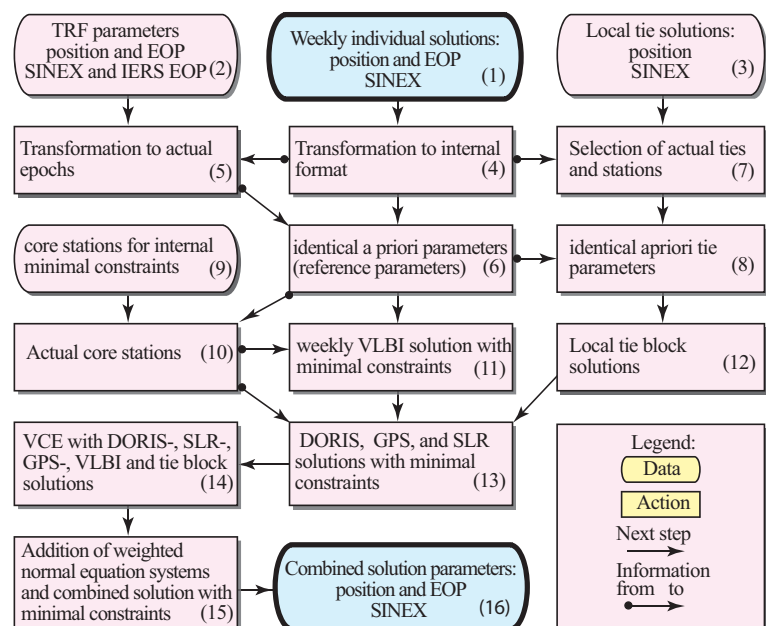 TRF parameters
position and EOP
SINEX and IERS EOP (2)
Weekly individual solutions:
position and EOP
SINEX (1)
Local tie solutions:
position
SINEX (3)
Transformation to actual
epochs (5)
Transformation to internal
format (4)
Selection of actual ties
and stations (7)
core stations for internal
minimal constraints (9)
identical a priori parameters
(reference parameters) (6)
identical apriori tie
parameters (8)
Actual core stations (10)
weekly VLBI solution with
minimal constraints (11)
Local tie block
solutions (12)
VCE with DORIS-, SLR-,
GPS-, VLBI and tie block
solutions (14)
DORIS, GPS, and SLR
solutions with minimal
constraints (13)
Addition of weighted
normal equation systems
and combined solution with
minimal constraints (15)
Combined solution parameters:
position and EOP
SINEX (16)
Legend:
Data
Action
Next step
Information
from to